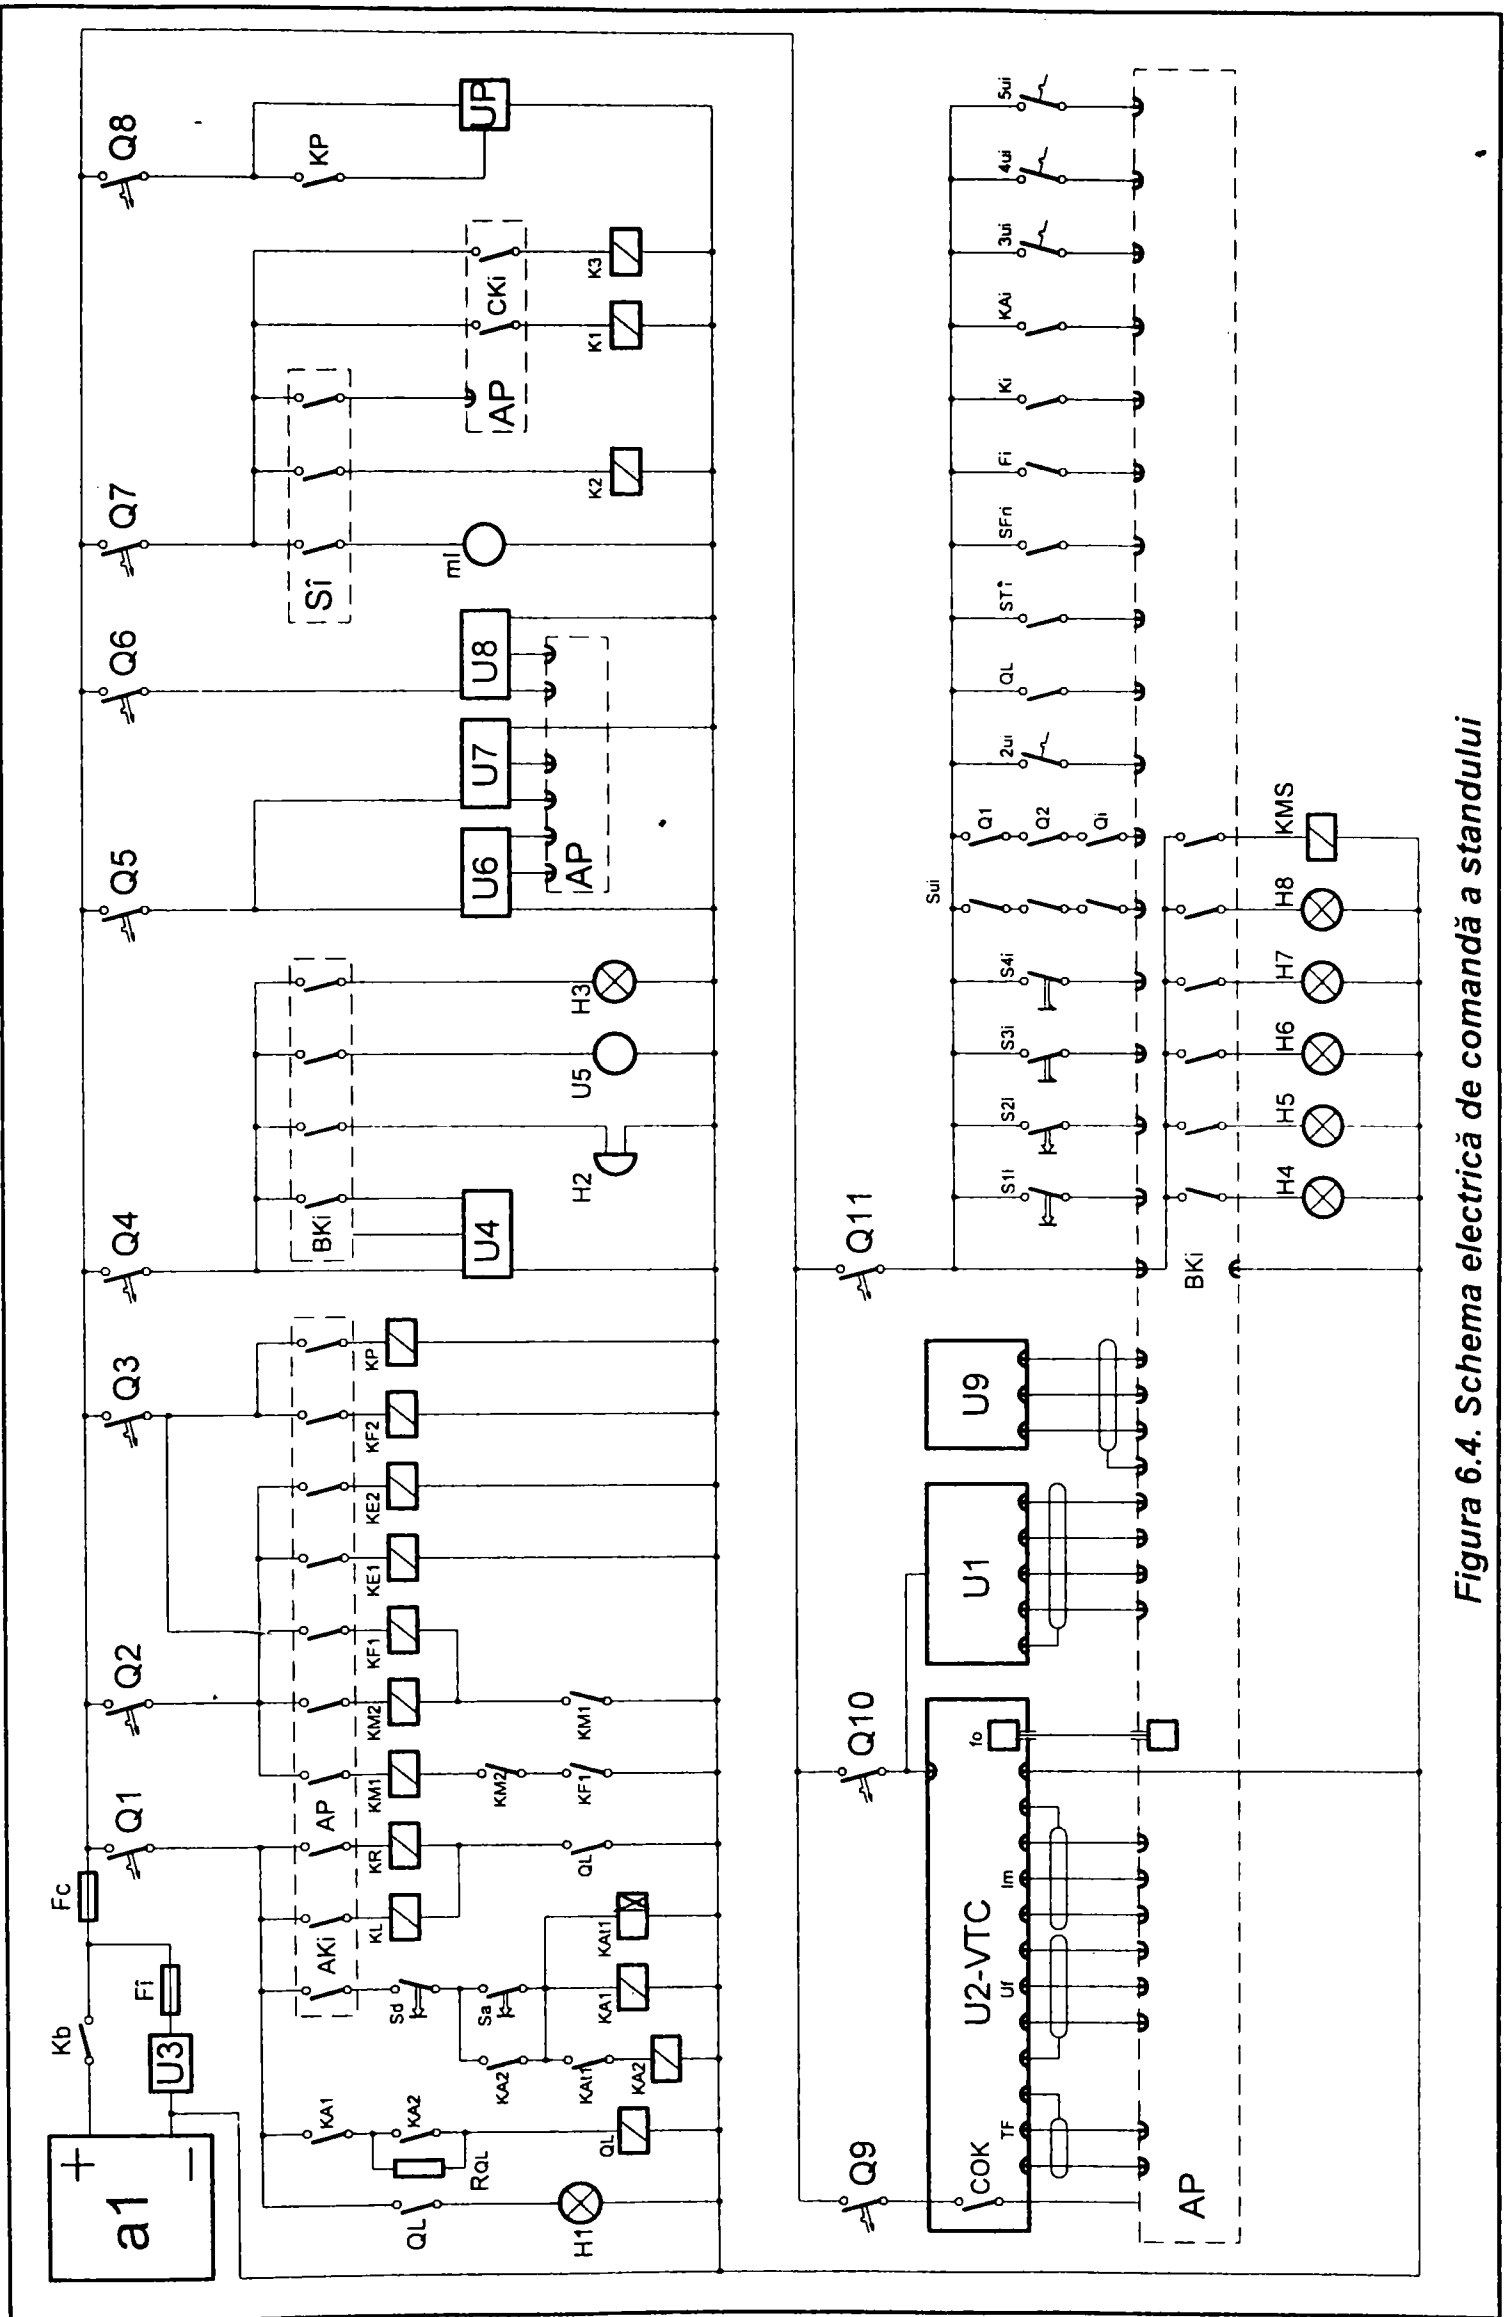 a1
+
−
Kb
U3
Fî
Fc
Q1
Q2
Q3
Q4
Q5
Q6
Q7
Q8
QL
H1
KA1
KA2
RQL
QL
AKi
AP
Sd
Sa
KA2
KAt1
KA2
KA1
KAt1
KL
KR
QL
KM1
KM2
KF1
KM2
KM1
KF1
KE1
KE2
KF2
KP
BKi
U4
H2
U5
H3
U6
U7
U8
AP
Sî
mI
K2
AP
CKi
K1
K3
KP
UP
Q9
Q10
Q11
COK
U2-VTC
TF
Uf
Im
fo
U1
U9
AP
BKi
S1i
S2i
S3i
S4i
Sui
Q1
Q2
Qi
2ui
QL
STi
SFri
Fi
Ki
KAi
3ui
4ui
5ui
H4
H5
H6
H7
H8
KMS
Figura 6.4. Schema electrică de comandă a standului